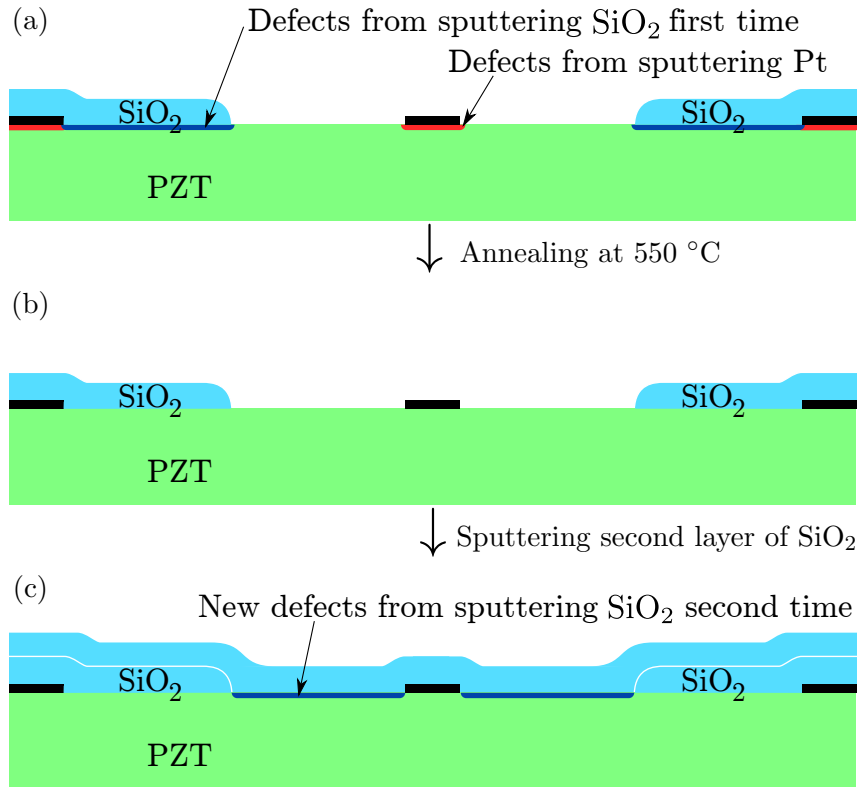 (a)
Defects from sputtering SiO₂ first time
Defects from sputtering Pt
SiO₂ SiO₂
PZT
Annealing at 550 °C
(b)
SiO₂ SiO₂
PZT
Sputtering second layer of SiO₂
(c)
New defects from sputtering SiO₂ second time
SiO₂ SiO₂
PZT